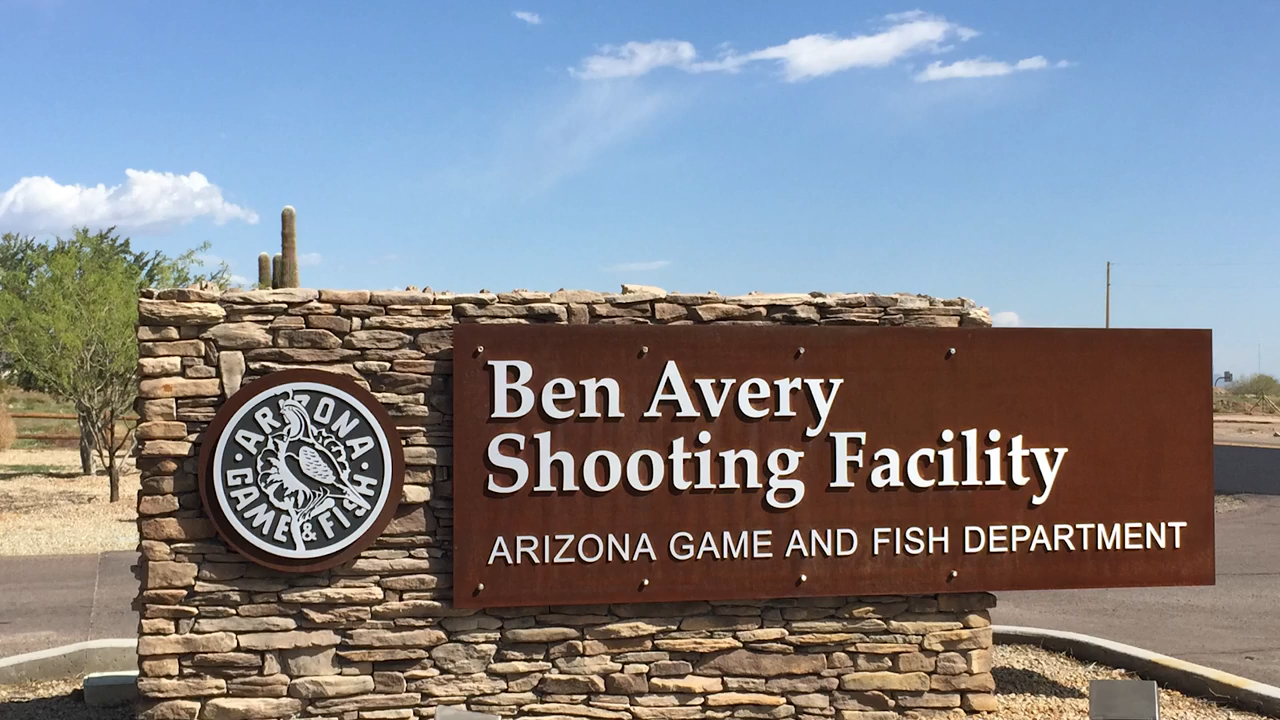 ARIZONA
GAME & FISH
Ben Avery
Shooting Facility
ARIZONA GAME AND FISH DEPARTMENT